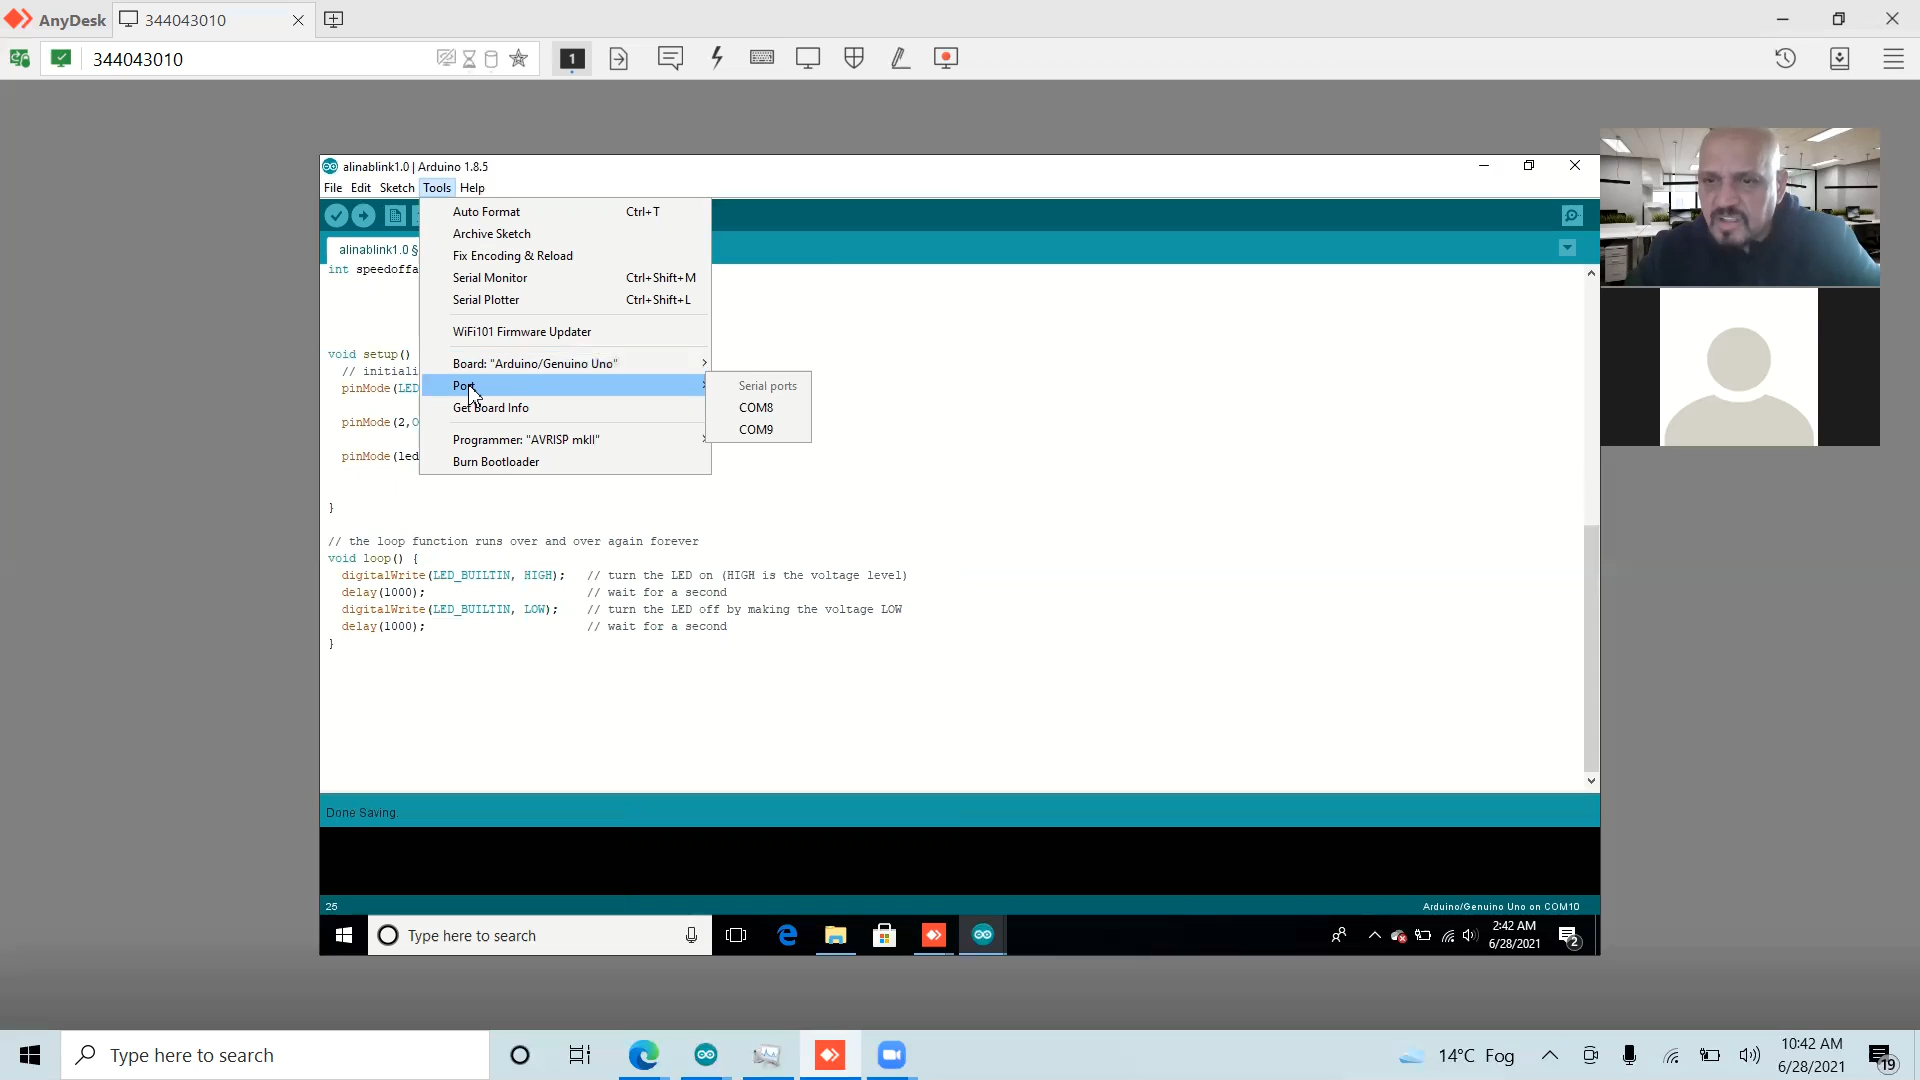 AnyDesk
344043010
344043010
1
alinablink1.0 | Arduino 1.8.5
File Edit Sketch Tools Help
Auto Format Ctrl+T
Archive Sketch
Fix Encoding & Reload
Serial Monitor Ctrl+Shift+M
Serial Plotter Ctrl+Shift+L
WiFi101 Firmware Updater
Board: "Arduino/Genuino Uno"
Port
Get Board Info
Programmer: "AVRISP mkII"
Burn Bootloader
Serial ports
COM8
COM9
alinablink1.0 §
int speedoffa
void setup()
// initiali
pinMode(LED
pinMode(2,O
pinMode(led
}
// the loop function runs over and over again forever
void loop() {
digitalWrite(LED_BUILTIN, HIGH); // turn the LED on (HIGH is the voltage level)
delay(1000); // wait for a second
digitalWrite(LED_BUILTIN, LOW); // turn the LED off by making the voltage LOW
delay(1000); // wait for a second
}
Done Saving.
25
Arduino/Genuino Uno on COM10
Type here to search
2:42 AM
6/28/2021
2
Type here to search
14°C Fog
10:42 AM
6/28/2021
19